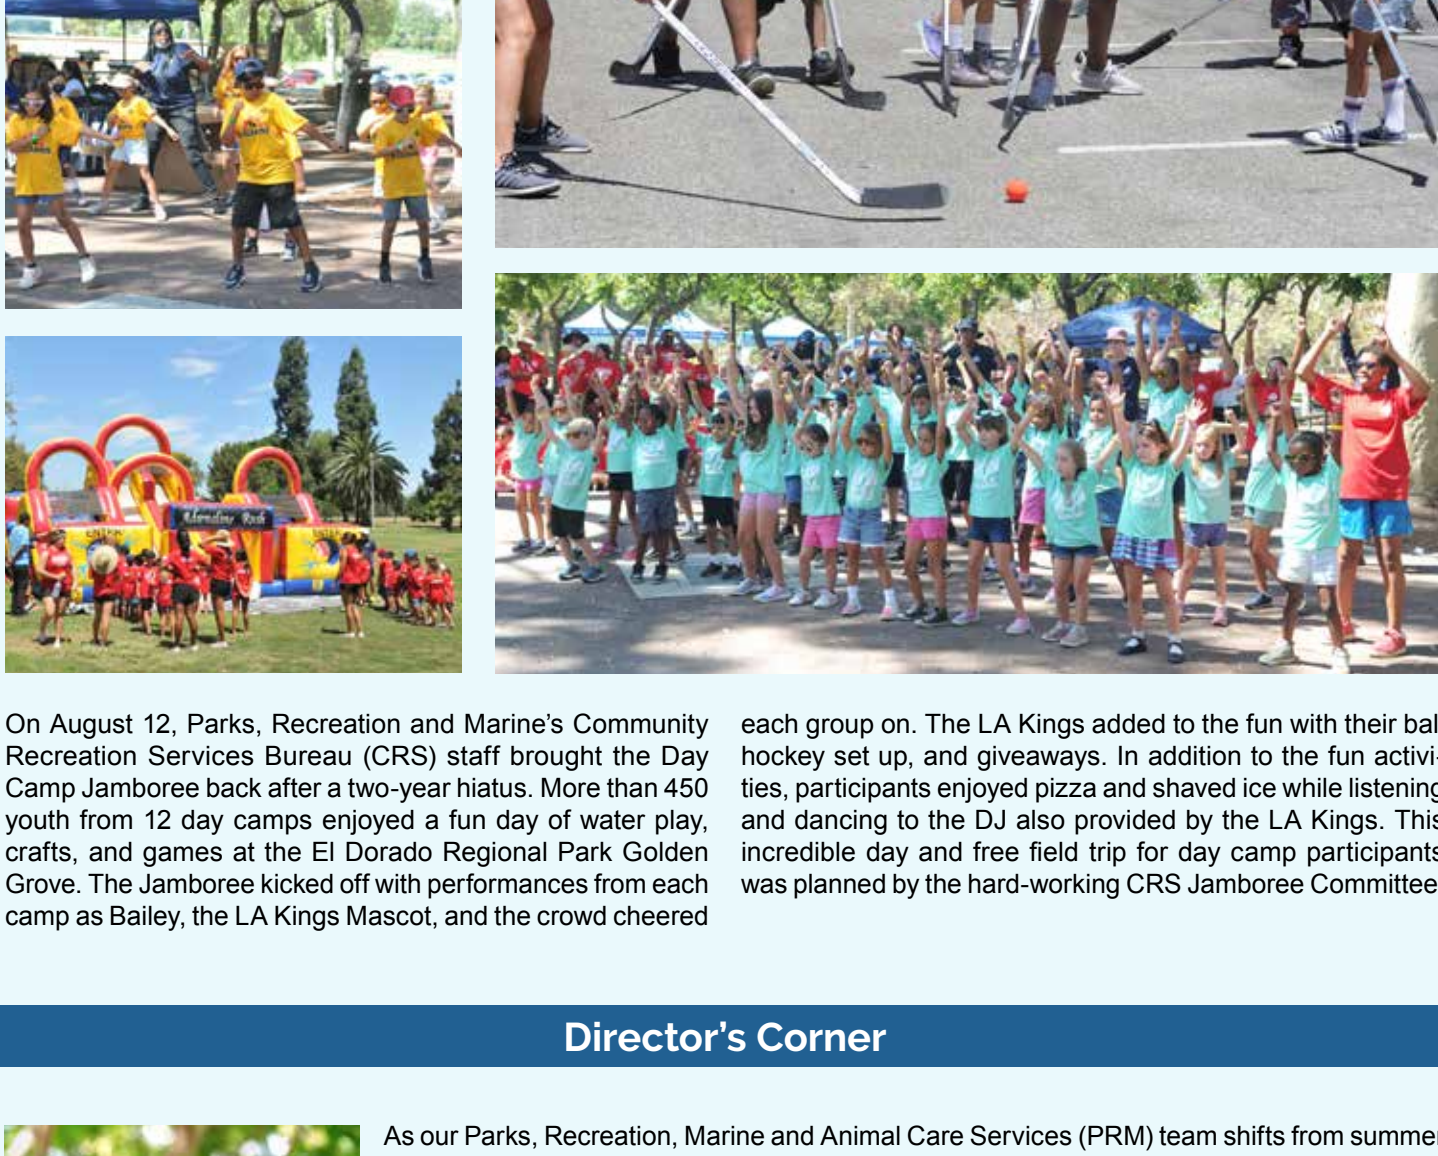 Adrenaline Rush
On August 12, Parks, Recreation and Marine’s Community
Recreation Services Bureau (CRS) staff brought the Day
Camp Jamboree back after a two-year hiatus. More than 450
youth from 12 day camps enjoyed a fun day of water play,
crafts, and games at the El Dorado Regional Park Golden
Grove. The Jamboree kicked off with performances from each
camp as Bailey, the LA Kings Mascot, and the crowd cheered
each group on. The LA Kings added to the fun with their bal
hockey set up, and giveaways. In addition to the fun activi-
ties, participants enjoyed pizza and shaved ice while listening
and dancing to the DJ also provided by the LA Kings. This
incredible day and free field trip for day camp participants
was planned by the hard-working CRS Jamboree Committee
Director’s Corner
As our Parks, Recreation, Marine and Animal Care Services (PRM) team shifts from summer